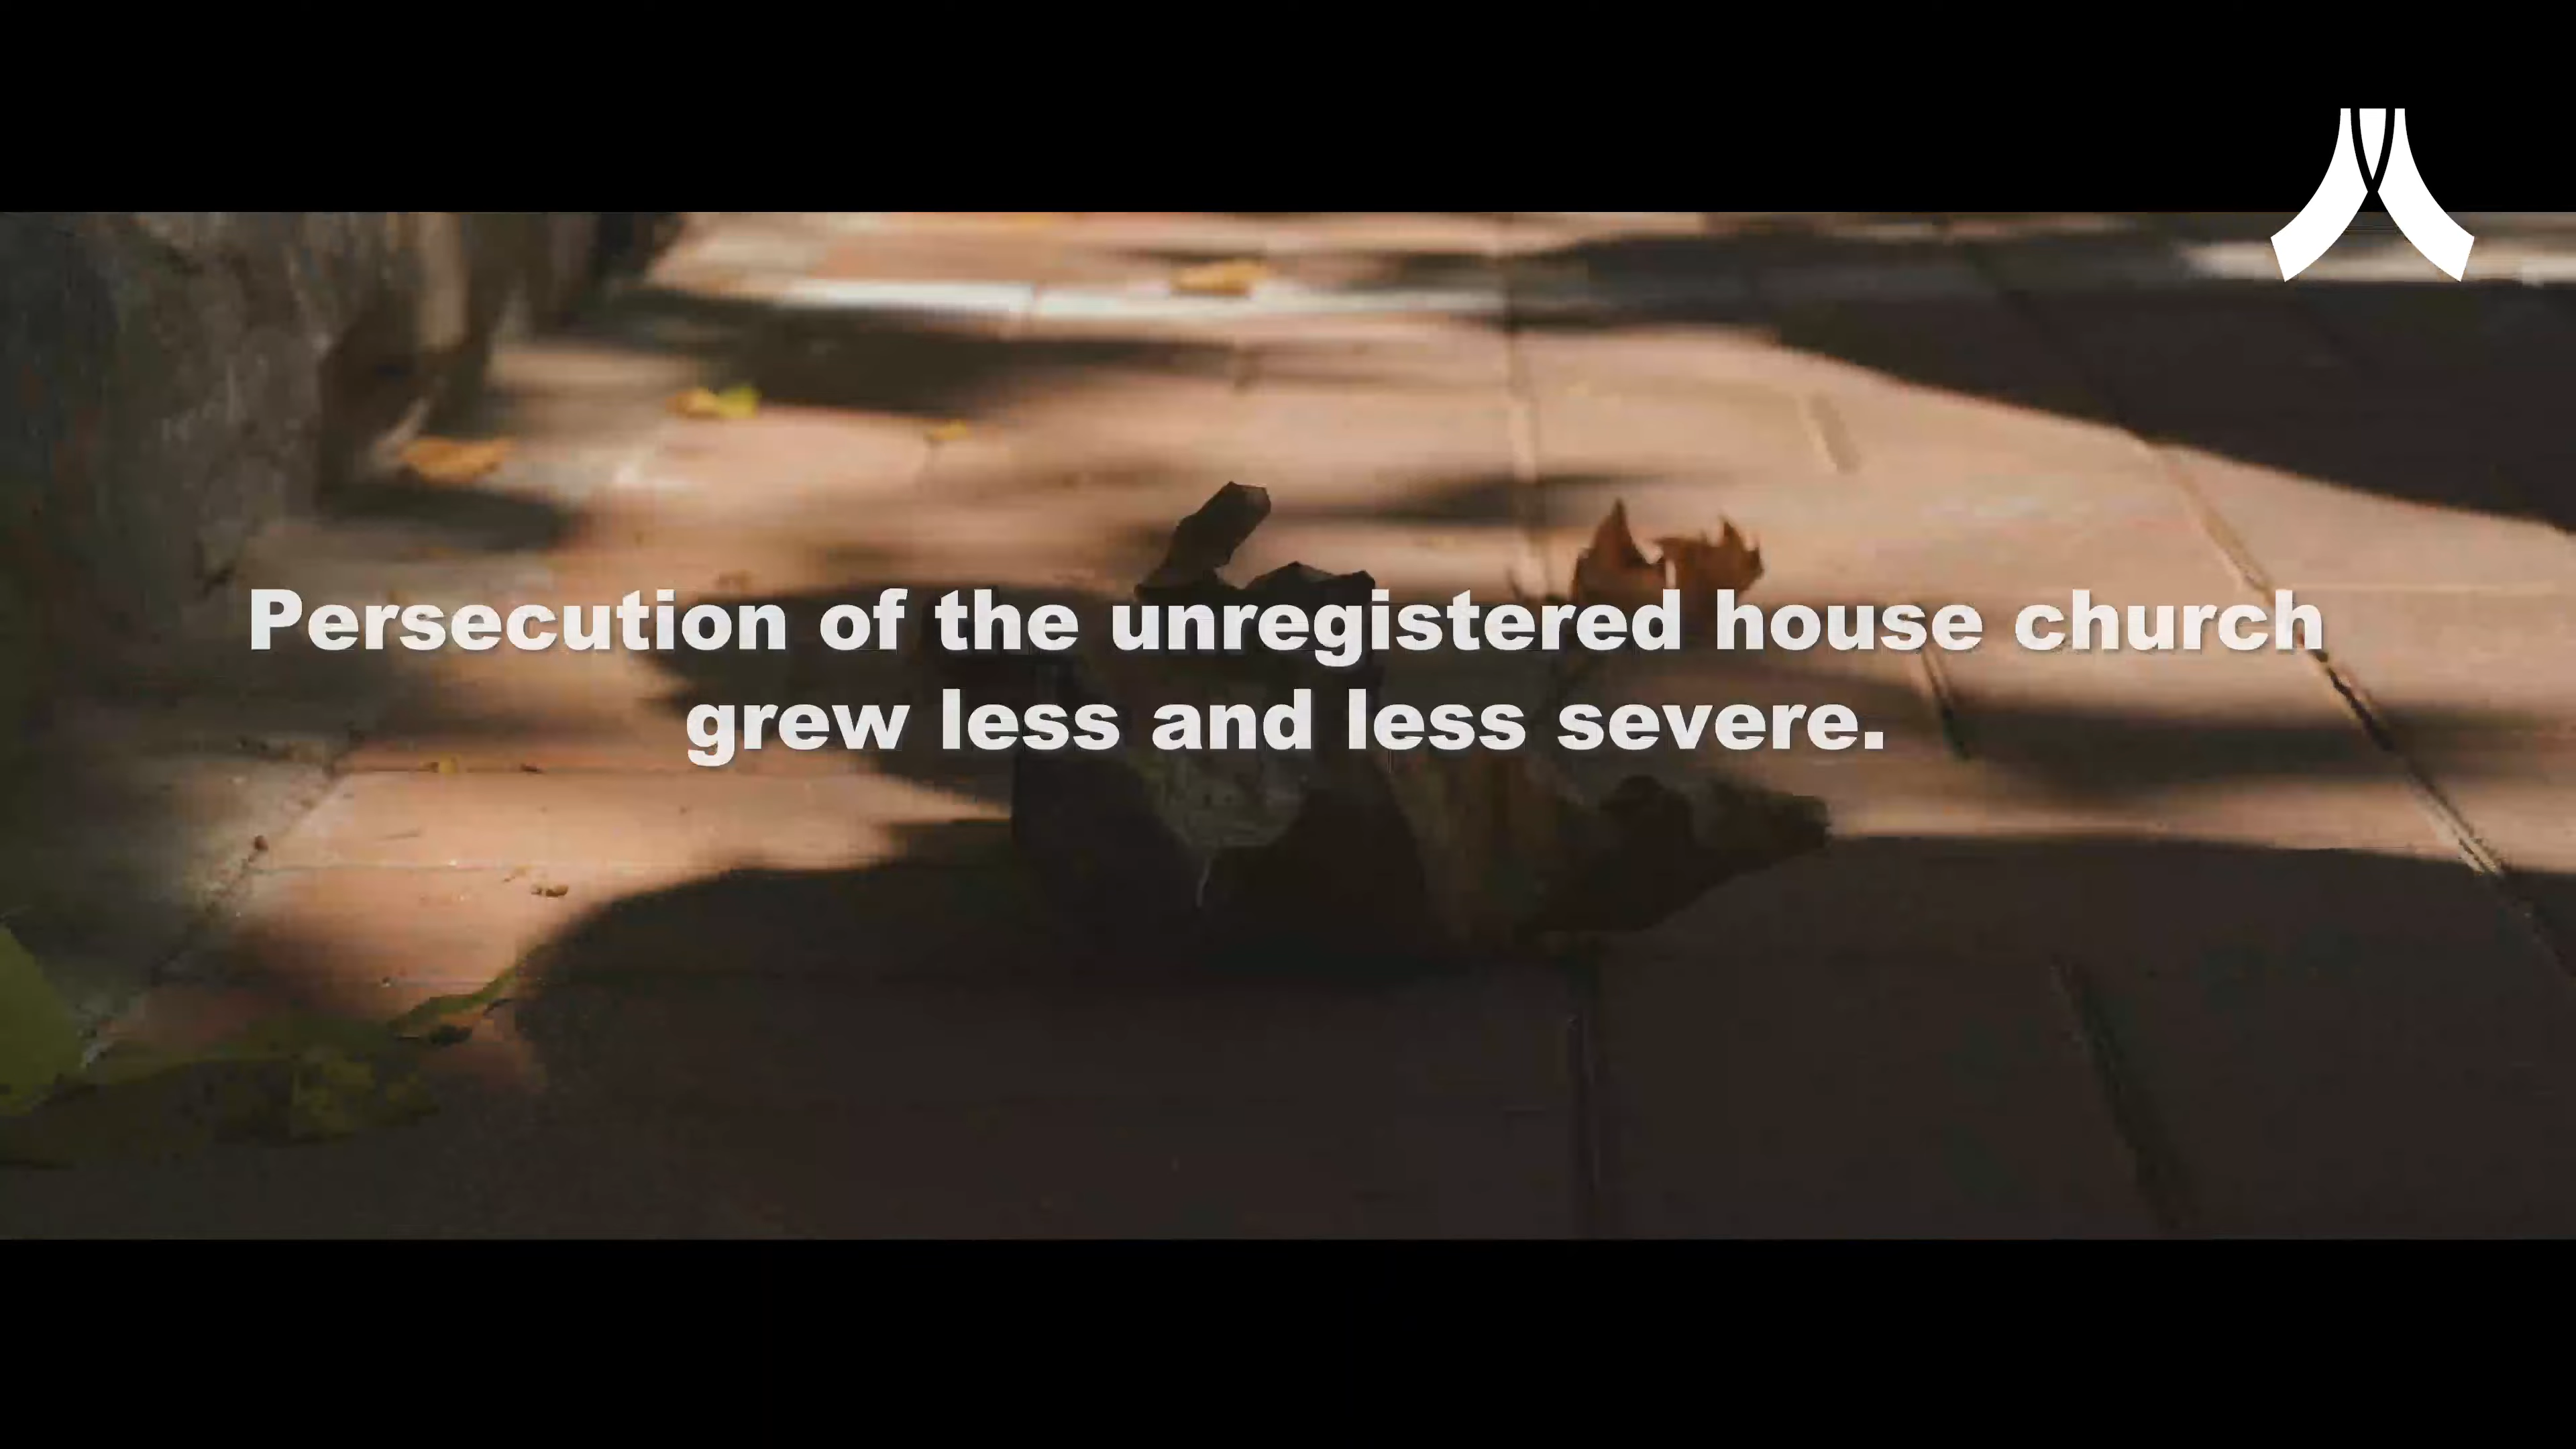 Persecution of the unregistered house church
grew less and less severe.